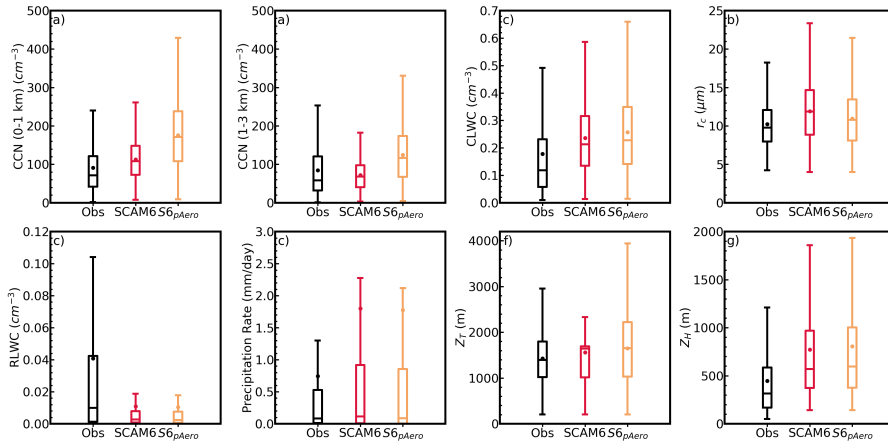 a)
CCN (0-1 km) (cm⁻³)
500
400
300
200
100
0
Obs SCAM6 S6pAero
a)
CCN (1-3 km) (cm⁻³)
500
400
300
200
100
0
Obs SCAM6 S6pAero
c)
CLWC (cm⁻³)
0.7
0.6
0.5
0.4
0.3
0.2
0.1
0.0
Obs SCAM6 S6pAero
b)
r_c (μm)
25
20
15
10
5
0
Obs SCAM6 S6pAero
c)
RLWC (cm⁻³)
0.12
0.10
0.08
0.06
0.04
0.02
0.00
Obs SCAM6 S6pAero
c)
Precipitation Rate (mm/day)
3.0
2.5
2.0
1.5
1.0
0.5
0.0
Obs SCAM6 S6pAero
f)
Z_T (m)
4000
3000
2000
1000
0
Obs SCAM6 S6pAero
g)
Z_H (m)
2000
1500
1000
500
0
Obs SCAM6 S6pAero